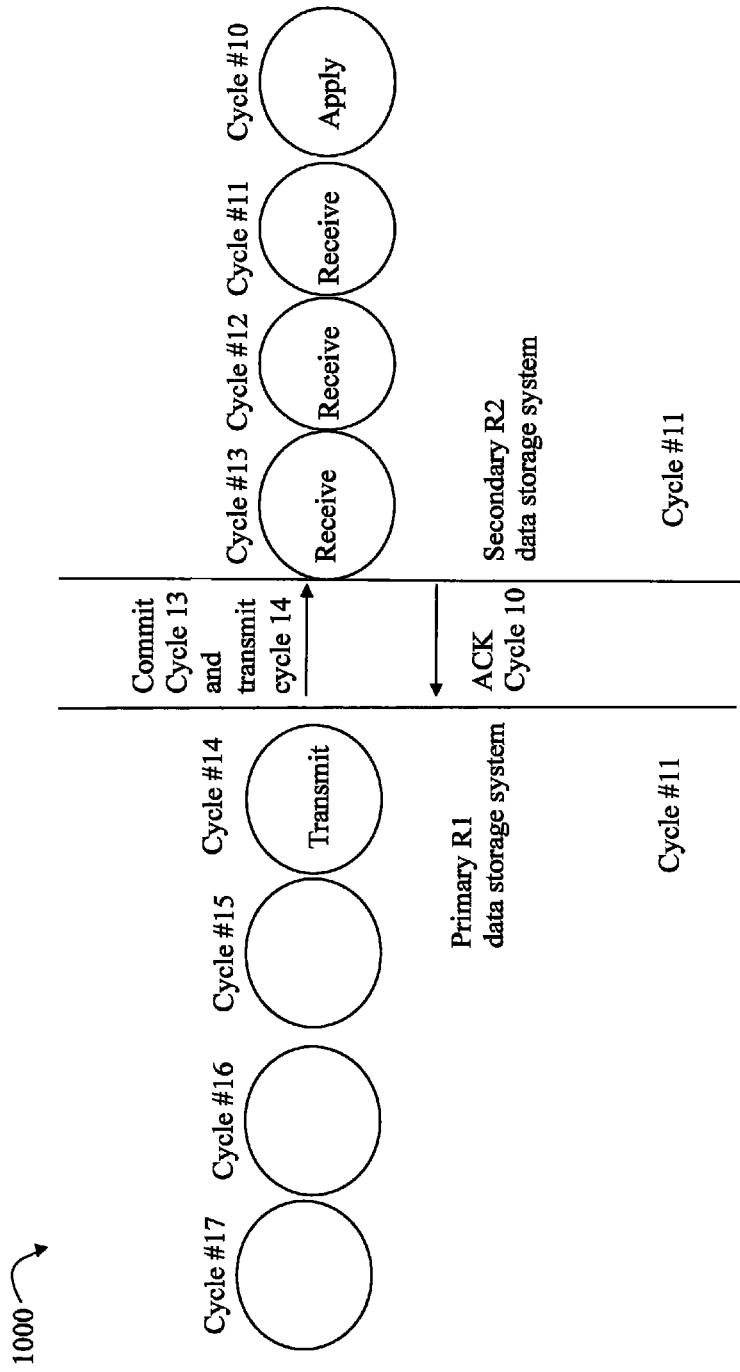 1000
Cycle #17
Cycle #16
Cycle #15
Cycle #14
Transmit
Commit
Cycle 13
and
transmit
cycle 14
Cycle #13
Receive
Cycle #12
Receive
Cycle #11
Receive
Cycle #10
Apply
Primary R1
data storage system
ACK
Cycle 10
Secondary R2
data storage system
Cycle #11
Cycle #11